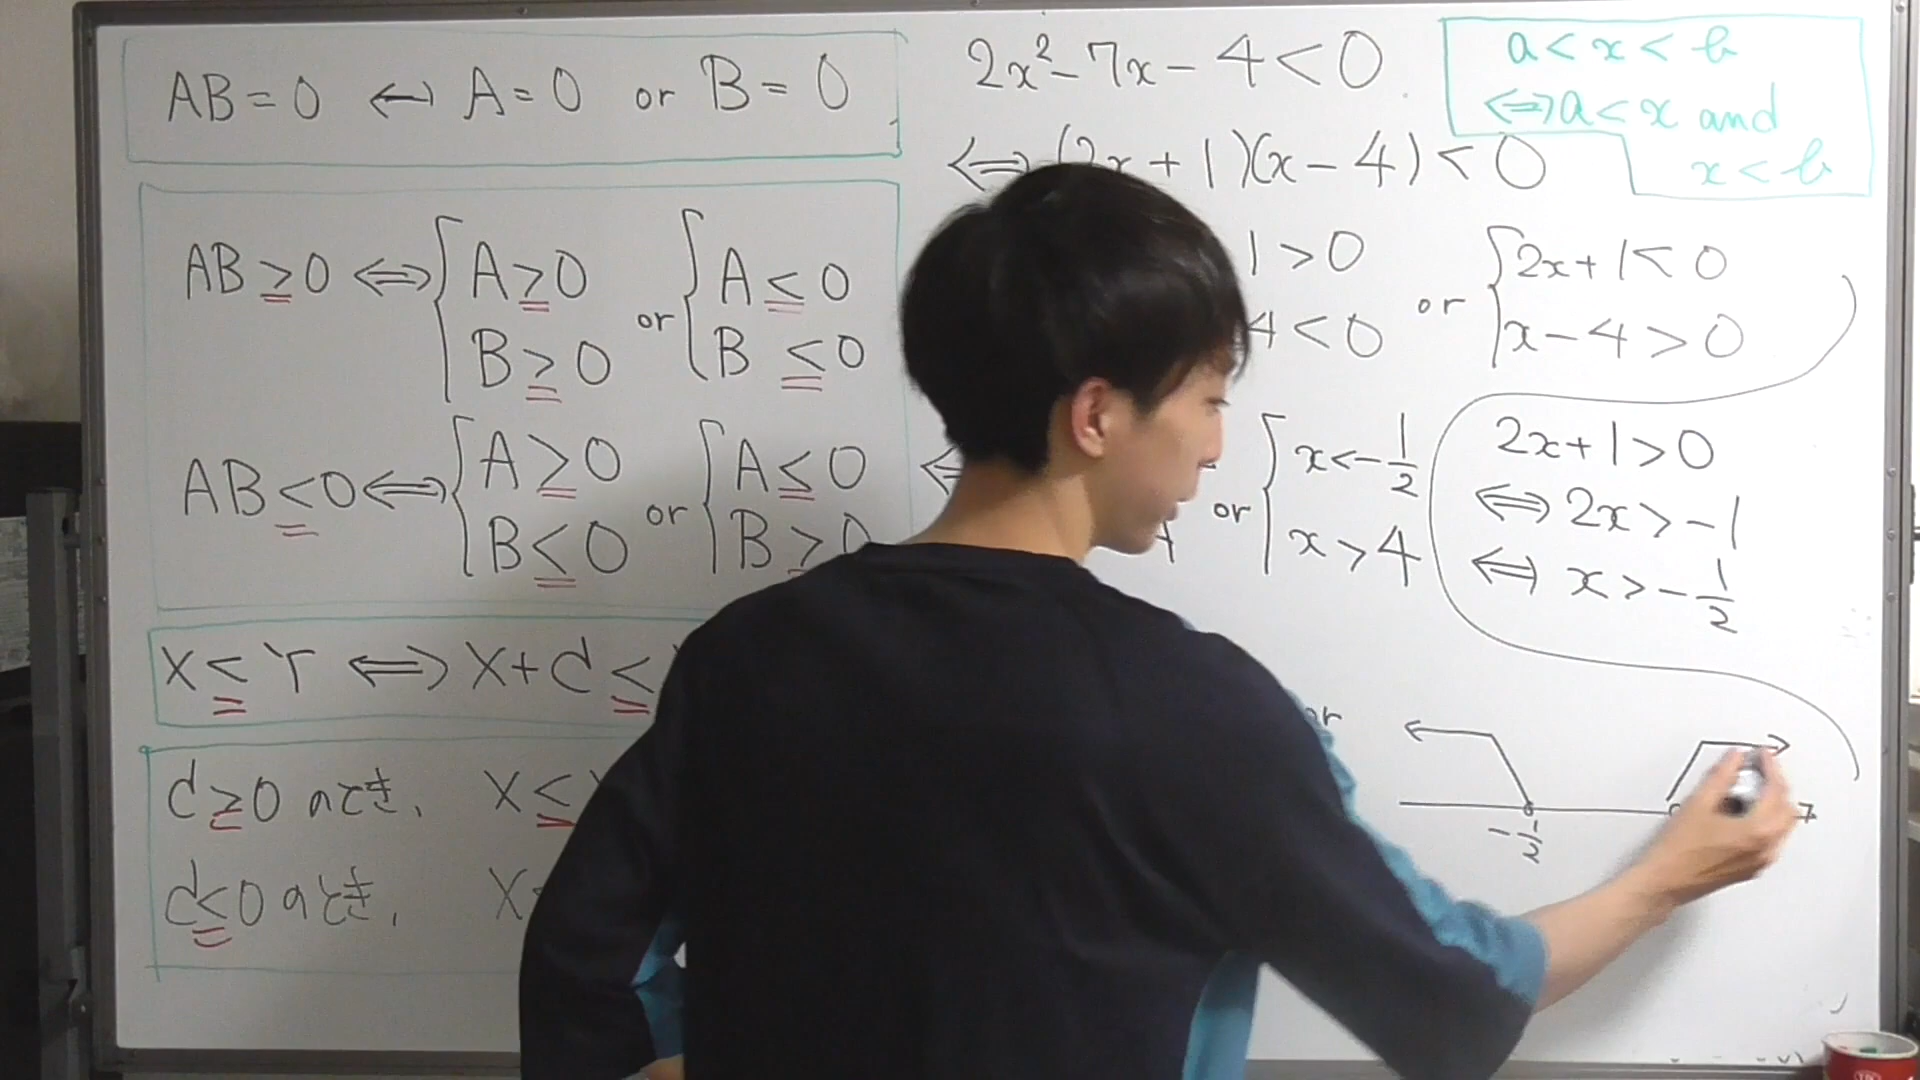 AB = 0 ⟷ A = 0 or B = 0
AB ≥ 0 ⟺ { A ≥ 0 or { A ≤ 0
B ≥ 0 B ≤ 0
AB ≤ 0 ⟺ { A ≥ 0 or { A ≤ 0
B ≤ 0 B ≥ 0
X ≤ Y ⟺ X + d ≤
d ≥ 0 のとき、 X ≤
d ≤ 0 のとき、 X
2x² - 7x - 4 < 0
⟺ (2x + 1)(x - 4) < 0
1 > 0 or { 2x + 1 < 0
4 < 0 x - 4 > 0
or { x < -1/2
x > 4
a < x < b
⟺ a < x and
x < b
2x + 1 > 0
⟺ 2x > -1
⟺ x > -1/2
or
-1/2